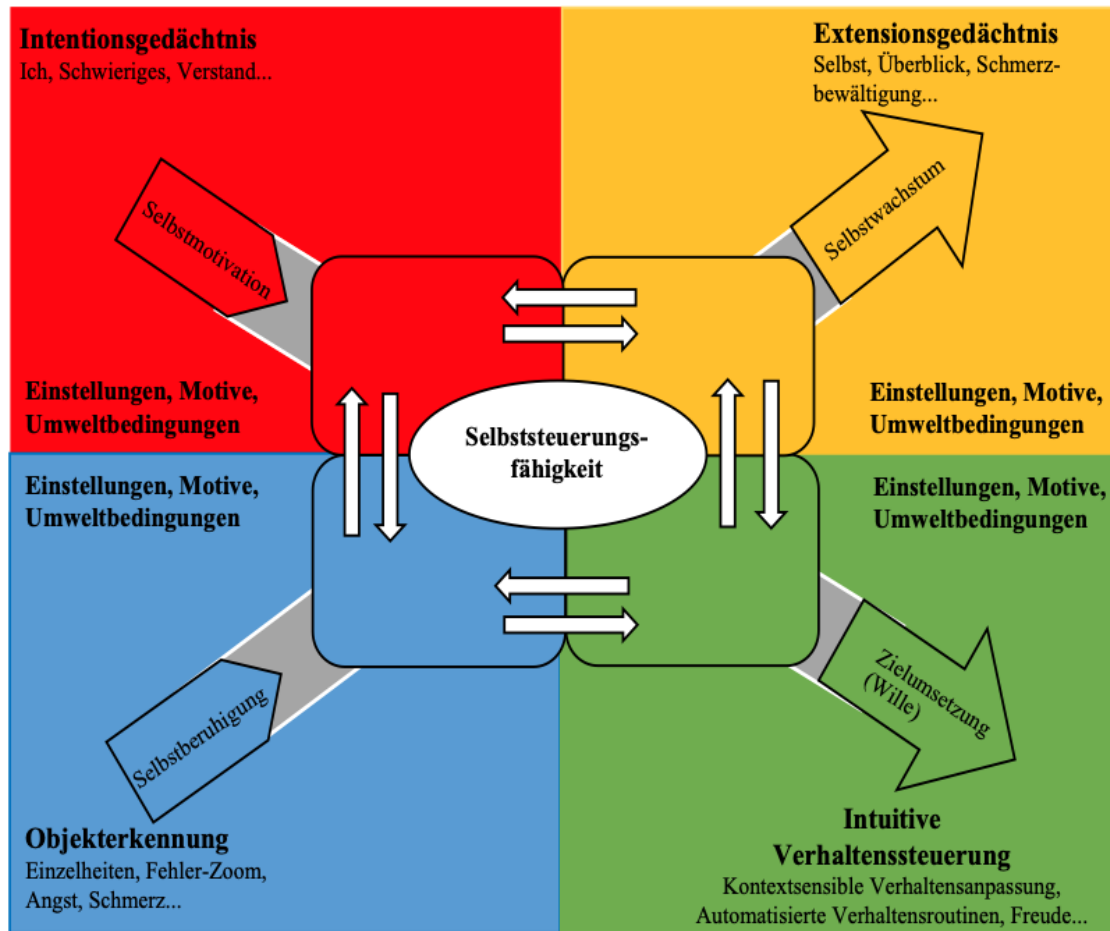 Intentionsgedächtnis
Ich, Schwieriges, Verstand...
Extensionsgedächtnis
Selbst, Überblick, Schmerz-
bewältigung...
Selbstmotivation
Selbstwachstum
Einstellungen, Motive,
Umweltbedingungen
Einstellungen, Motive,
Umweltbedingungen
Selbststeuerungs-
fähigkeit
Einstellungen, Motive,
Umweltbedingungen
Einstellungen, Motive,
Umweltbedingungen
Selbstberuhigung
Zielumsetzung
(Wille)
Objekterkennung
Einzelheiten, Fehler-Zoom,
Angst, Schmerz...
Intuitive
Verhaltenssteuerung
Kontextsensible Verhaltensanpassung,
Automatisierte Verhaltensroutinen, Freude...